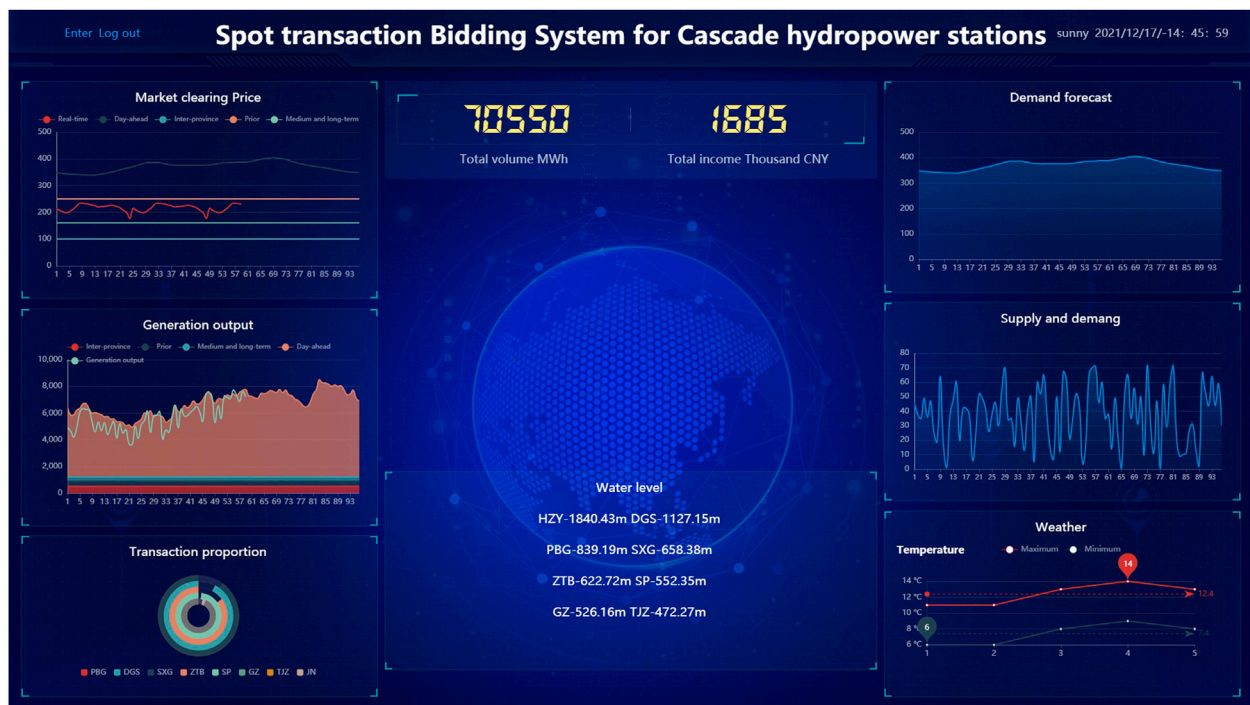 Enter Log out
Spot transaction Bidding System for Cascade hydropower stations
sunny 2021/12/17/-14: 45: 59
Market clearing Price
Real-time Day-ahead Inter-province Prior Medium and long-term
500
400
300
200
100
0
1 5 9 13 17 21 25 29 33 37 41 45 49 53 57 61 65 69 73 77 81 85 89 93
Generation output
Inter-province Prior Medium and long-term Day-ahead
Generation output
10,000
8,000
6,000
4,000
2,000
0
1 5 9 13 17 21 25 29 33 37 41 45 49 53 57 61 65 69 73 77 81 85 89 93
Transaction proportion
PBG DGS SXG ZTB SP GZ TJZ JN
70550 1685
Total volume MWh Total income Thousand CNY
Water level
HZY-1840.43m DGS-1127.15m
PBG-839.19m SXG-658.38m
ZTB-622.72m SP-552.35m
GZ-526.16m TJZ-472.27m
Demand forecast
500
400
300
200
100
0
1 5 9 13 17 21 25 29 33 37 41 45 49 53 57 61 65 69 73 77 81 85 89 93
Supply and demang
80
70
60
50
40
30
20
10
0
1 5 9 13 17 21 25 29 33 37 41 45 49 53 57 61 65 69 73 77 81 85 89 93
Weather
Temperature Maximum Minimum
14
14 °C
12 °C 12.4
10 °C
6
8 °C 7.4
6 °C
1 2 3 4 5